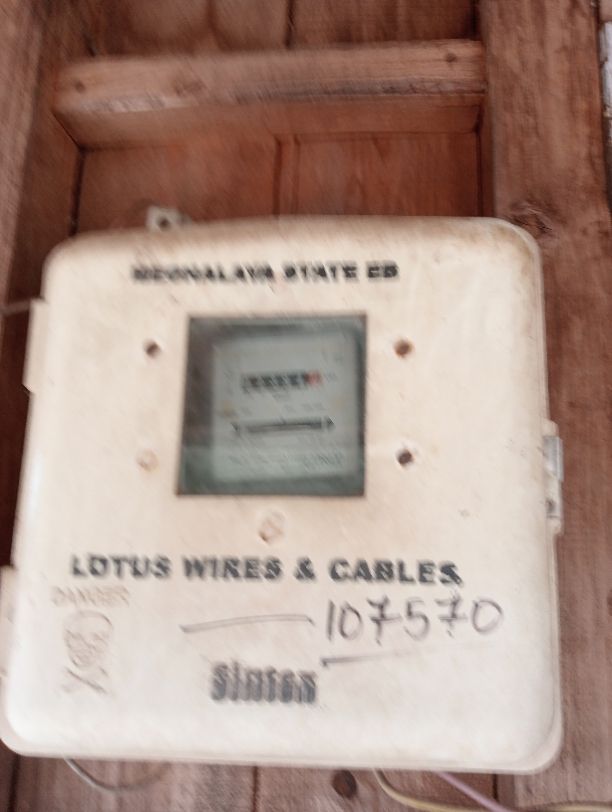 MEGHALAYA STATE EB
LOTUS WIRES & CABLES
DANGER
107570
sintex